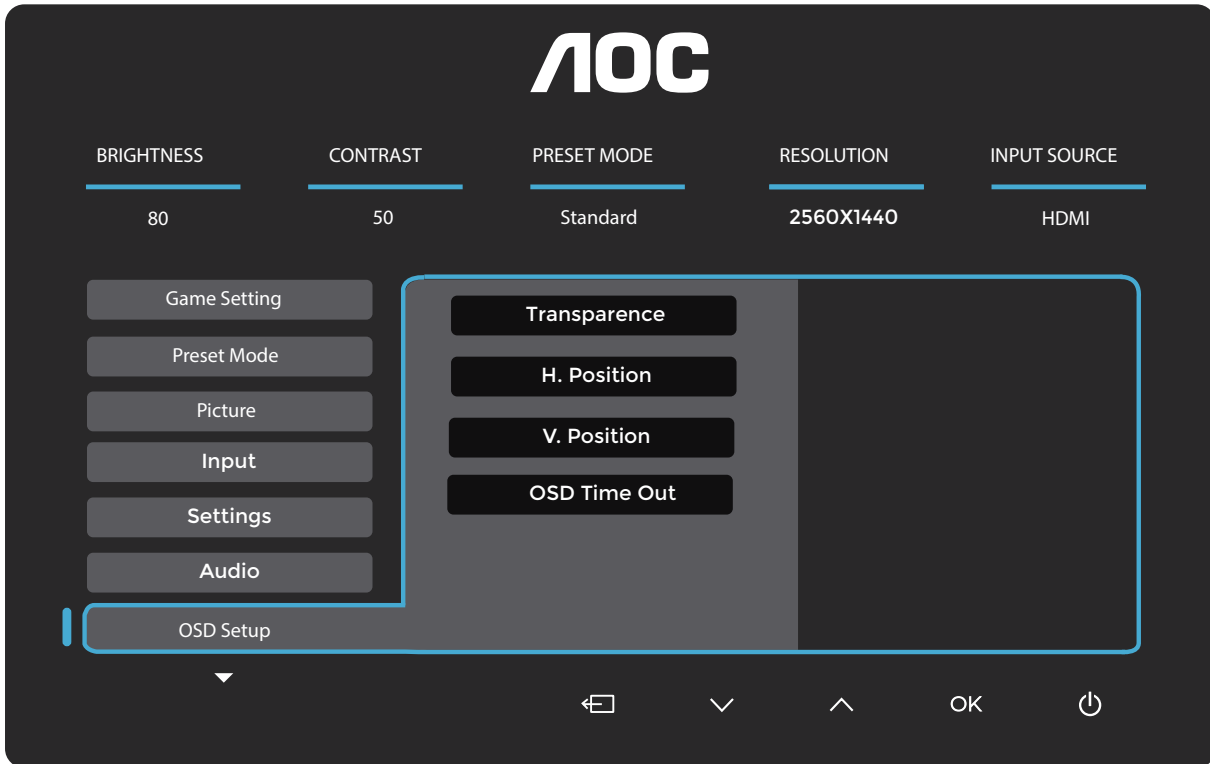 AOC
BRIGHTNESS CONTRAST PRESET MODE RESOLUTION INPUT SOURCE
80 50 Standard 2560X1440 HDMI
Game Setting
Preset Mode
Picture
Input
Settings
Audio
OSD Setup
Transparence
H. Position
V. Position
OSD Time Out
OK